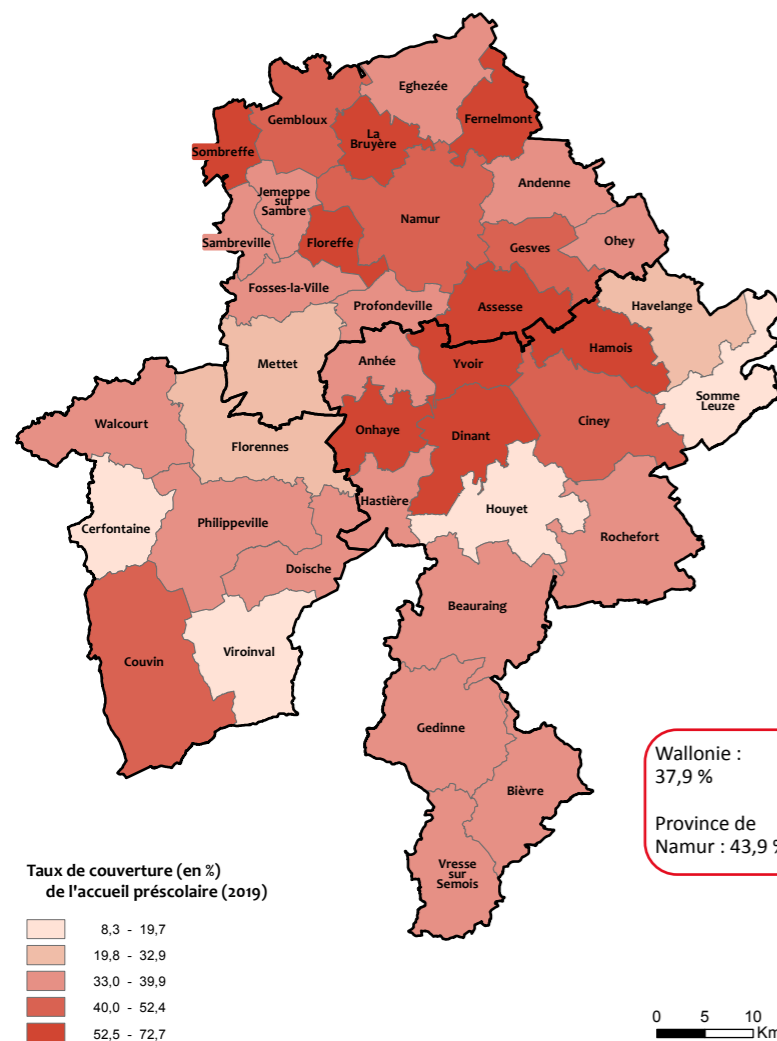 Eghezée
Gembloux
Fernelmont
La
Bruyère
Sombreffe
Andenne
Jemeppe
sur
Sambre
Namur
Ohey
Sambreville
Floreffe
Gesves
Fosses-la-Ville
Profondeville
Assesse
Havelange
Hamois
Mettet
Anhée
Yvoir
Somme
Leuze
Walcourt
Onhaye
Dinant
Ciney
Florennes
Hastière
Houyet
Cerfontaine
Philippeville
Rochefort
Doische
Beauraing
Couvin
Viroinval
Gedinne
Bièvre
Vresse
sur
Semois
Wallonie :
37,9 %
Province de
Namur : 43,9 %
Taux de couverture (en %)
de l'accueil préscolaire (2019)
8,3 - 19,7
19,8 - 32,9
33,0 - 39,9
40,0 - 52,4
52,5 - 72,7
0 5 10
Km